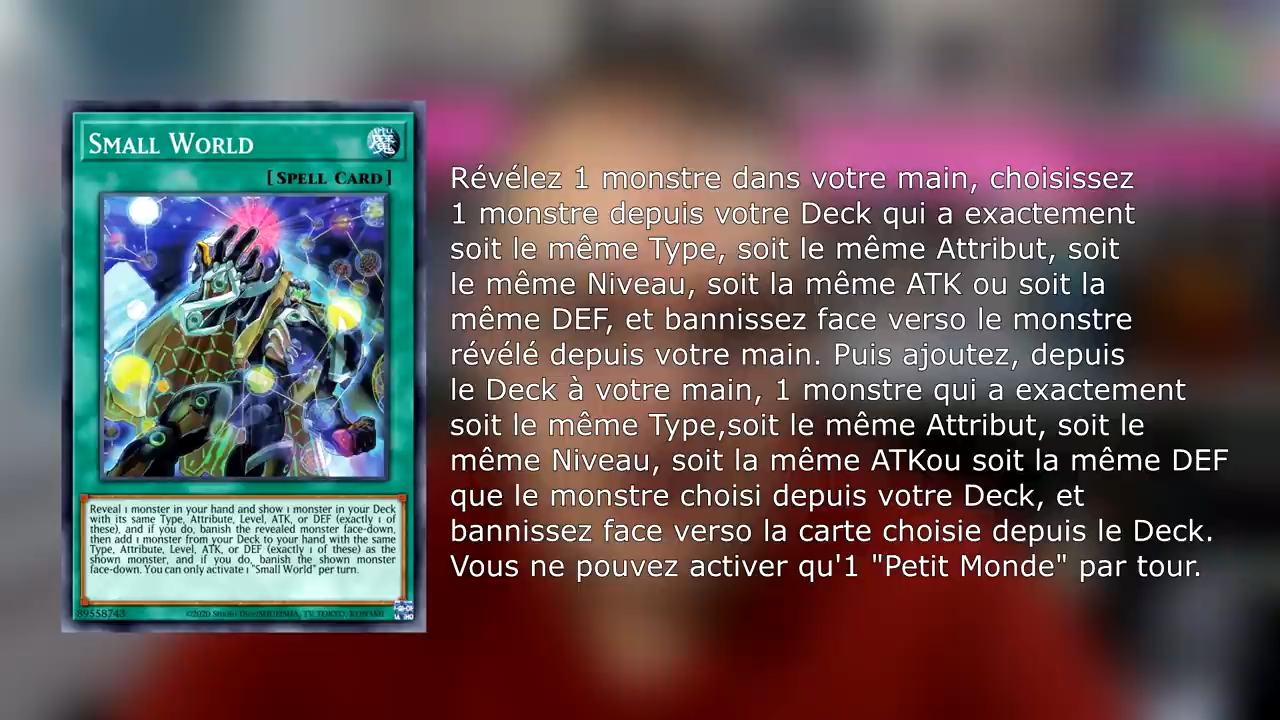 SMALL WORLD
[SPELL CARD]
Reveal 1 monster in your hand and show 1 monster in your Deck
with its same Type, Attribute, Level, ATK, or DEF (exactly 1 of
these), and if you do, banish the revealed monster face-down,
then add 1 monster from your Deck to your hand with the same
Type, Attribute, Level, ATK, or DEF (exactly 1 of these) as the
shown monster, and if you do, banish the shown monster
face-down. You can only activate 1 "Small World" per turn.
89558743
©2020 Studio Dice/SHUEISHA, TV TOKYO, KONAMI
Révélez 1 monstre dans votre main, choisissez
1 monstre depuis votre Deck qui a exactement
soit le même Type, soit le même Attribut, soit
le même Niveau, soit la même ATK ou soit la
même DEF, et bannissez face verso le monstre
révélé depuis votre main. Puis ajoutez, depuis
le Deck à votre main, 1 monstre qui a exactement
soit le même Type,soit le même Attribut, soit le
même Niveau, soit la même ATKou soit la même DEF
que le monstre choisi depuis votre Deck, et
bannissez face verso la carte choisie depuis le Deck.
Vous ne pouvez activer qu'1 "Petit Monde" par tour.